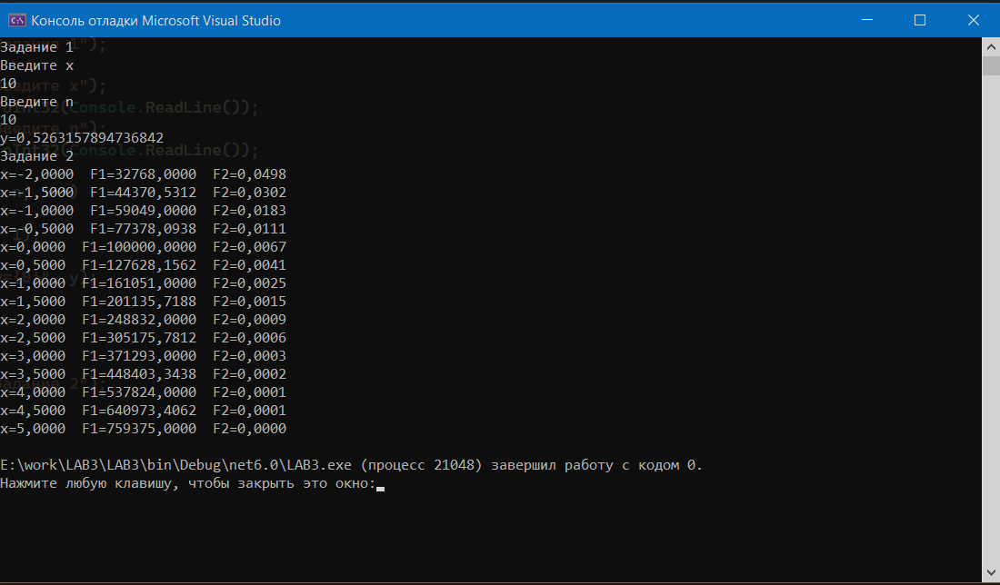 Консоль отладки Microsoft Visual Studio
Задание 1
Введите x
10
Введите n
10
y=0,5263157894736842
Задание 2
x=-2,0000  F1=32768,0000  F2=0,0498
x=-1,5000  F1=44370,5312  F2=0,0302
x=-1,0000  F1=59049,0000  F2=0,0183
x=-0,5000  F1=77378,0938  F2=0,0111
x=0,0000  F1=100000,0000  F2=0,0067
x=0,5000  F1=127628,1562  F2=0,0041
x=1,0000  F1=161051,0000  F2=0,0025
x=1,5000  F1=201135,7188  F2=0,0015
x=2,0000  F1=248832,0000  F2=0,0009
x=2,5000  F1=305175,7812  F2=0,0006
x=3,0000  F1=371293,0000  F2=0,0003
x=3,5000  F1=448403,3438  F2=0,0002
x=4,0000  F1=537824,0000  F2=0,0001
x=4,5000  F1=640973,4062  F2=0,0001
x=5,0000  F1=759375,0000  F2=0,0000
E:\work\LAB3\LAB3\bin\Debug\net6.0\LAB3.exe (процесс 21048) завершил работу с кодом 0.
Нажмите любую клавишу, чтобы закрыть это окно: